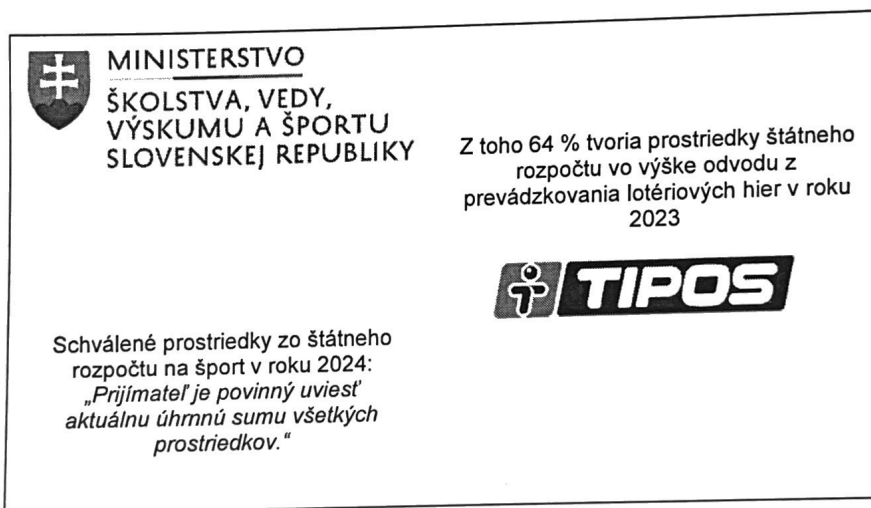 MINISTERSTVO
ŠKOLSTVA, VEDY,
VÝSKUMU A ŠPORTU
SLOVENSKEJ REPUBLIKY
Z toho 64 % tvoria prostriedky štátneho
rozpočtu vo výške odvodu z
prevádzkovania lotériových hier v roku
2023
TIPOS
Schválené prostriedky zo štátneho
rozpočtu na šport v roku 2024:
„Prijímateľ je povinný uviesť
aktuálnu úhrnnú sumu všetkých
prostriedkov.“